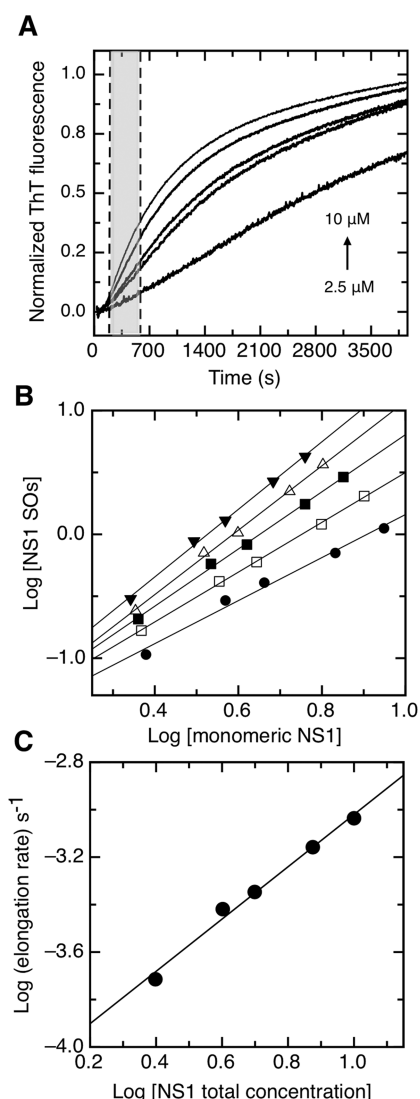 A
Normalized ThT fluorescence
1.0
0.8
0.5
0.2
0.0
10 μM
2.5 μM
0 700 1400 2100 2800 3500
Time (s)
B
Log [NS1 SOs]
1.0
0.0
−1.0
0.4 0.6 0.8 1.0
Log [monomeric NS1]
C
Log (elongation rate) s⁻¹
−2.8
−3.2
−3.6
−4.0
0.2 0.4 0.6 0.8 1.0
Log [NS1 total concentration]